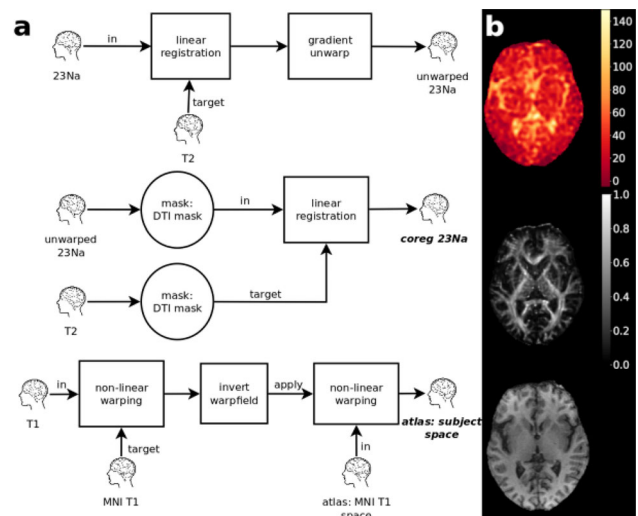 a
in
linear
registration
gradient
unwarp
23Na
unwarped
23Na
target
T2
mask:
DTI mask
in
linear
registration
unwarped
23Na
coreg 23Na
mask:
DTI mask
target
T2
in
non-linear
warping
invert
warpfield
apply
non-linear
warping
T1
atlas: subject
space
target
in
MNI T1
atlas: MNI T1
space
b
140
120
100
80
60
40
20
0
1.0
0.8
0.6
0.4
0.2
0.0